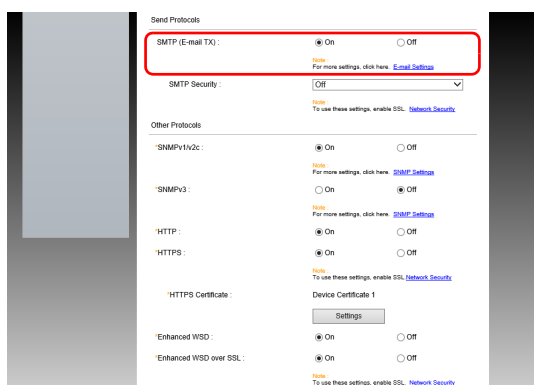 Send Protocols
SMTP (E-mail TX) : On Off
Note :
For more settings, click here. E-mail Settings
SMTP Security : Off
Note :
To use these settings, enable SSL. Network Security
Other Protocols
*SNMPv1/v2c : On Off
Note :
For more settings, click here. SNMP Settings
*SNMPv3 : On Off
Note :
For more settings, click here. SNMP Settings
*HTTP : On Off
*HTTPS : On Off
Note :
To use these settings, enable SSL.Network Security
*HTTPS Certificate : Device Certificate 1
Settings
*Enhanced WSD : On Off
*Enhanced WSD over SSL : On Off
Note :
To use these settings, enable SSL. Network Security